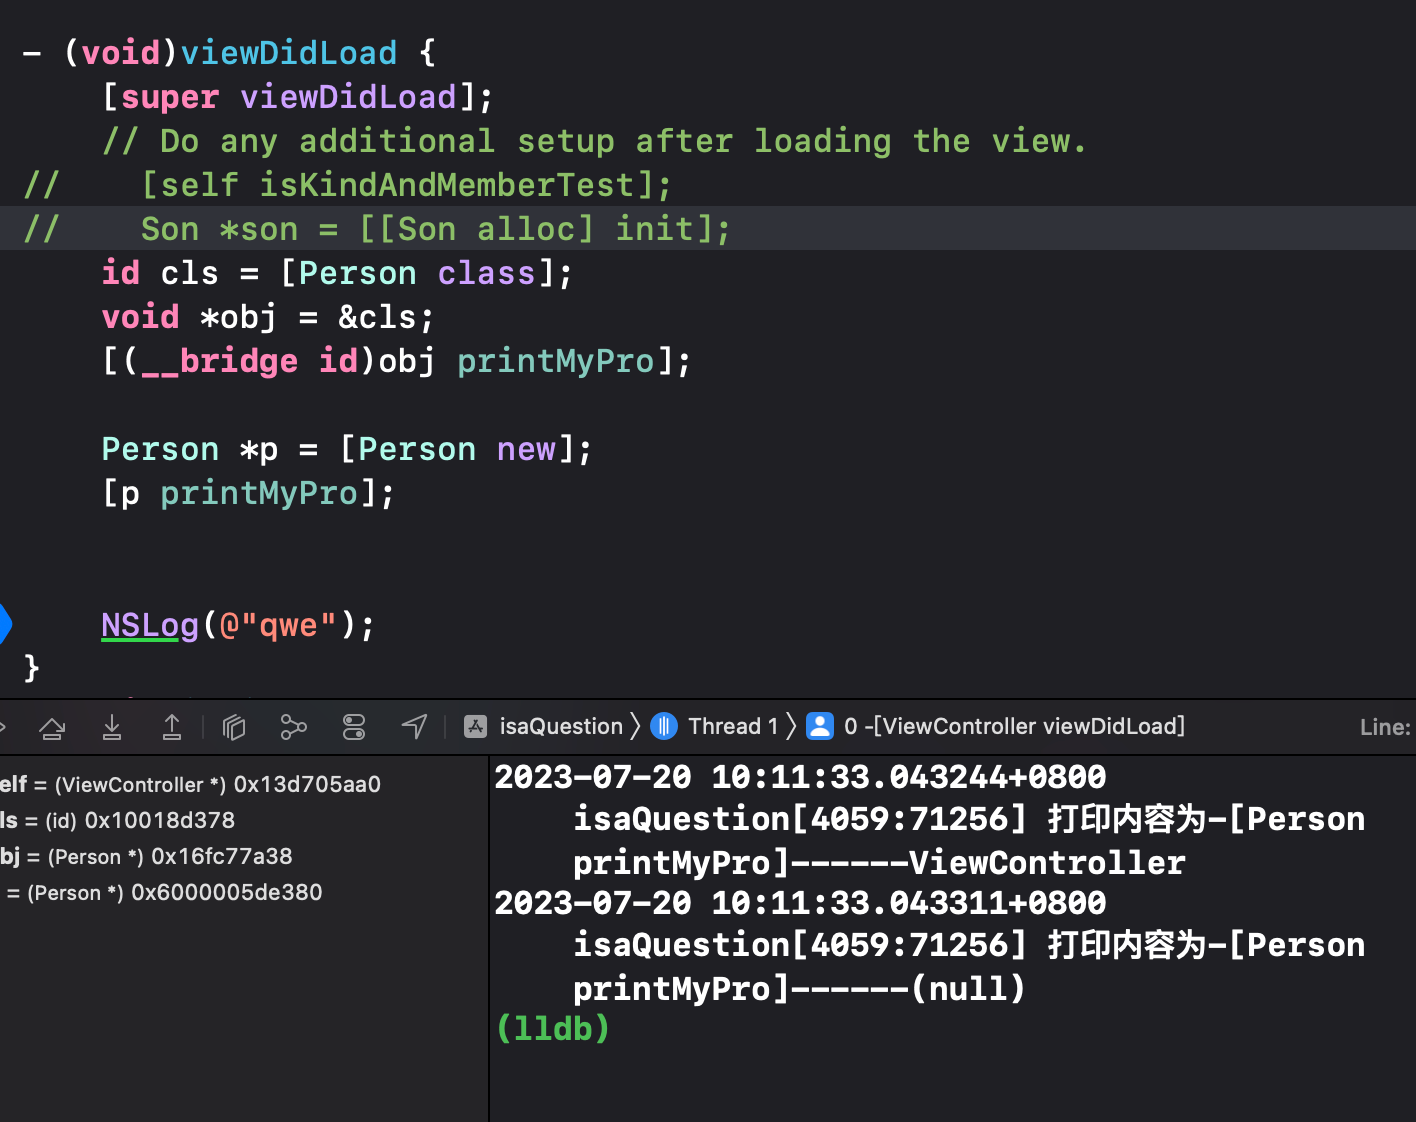 - (void)viewDidLoad {
[super viewDidLoad];
// Do any additional setup after loading the view.
// [self isKindAndMemberTest];
// Son *son = [[Son alloc] init];
id cls = [Person class];
void *obj = &cls;
[(__bridge id)obj printMyPro];
Person *p = [Person new];
[p printMyPro];
NSLog(@"qwe");
}
isaQuestion 〉 Thread 1 〉 0 -[ViewController viewDidLoad]
Line:
elf = (ViewController *) 0x13d705aa0
ls = (id) 0x10018d378
bj = (Person *) 0x16fc77a38
= (Person *) 0x6000005de380
2023-07-20 10:11:33.043244+0800
isaQuestion[4059:71256] 打印内容为-[Person
printMyPro]------ViewController
2023-07-20 10:11:33.043311+0800
isaQuestion[4059:71256] 打印内容为-[Person
printMyPro]------(null)
(lldb)